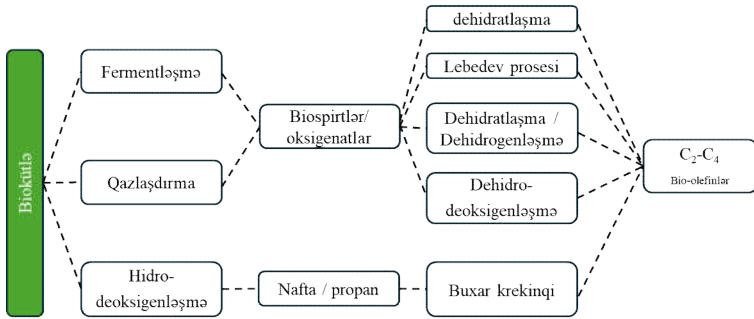 Biokütlə
Fermentləşmə
Qazlaşdırma
Hidro-
deoksigenləşmə
Biospirtlər/
oksigenatlar
Nafta / propan
dehidratlaşma
Lebedev prosesi
Dehidratlaşma /
Dehidrogenləşmə
Dehidro-
deoksigenləşmə
Buxar krekinqi
C₂-C₄
Bio-olefinlər